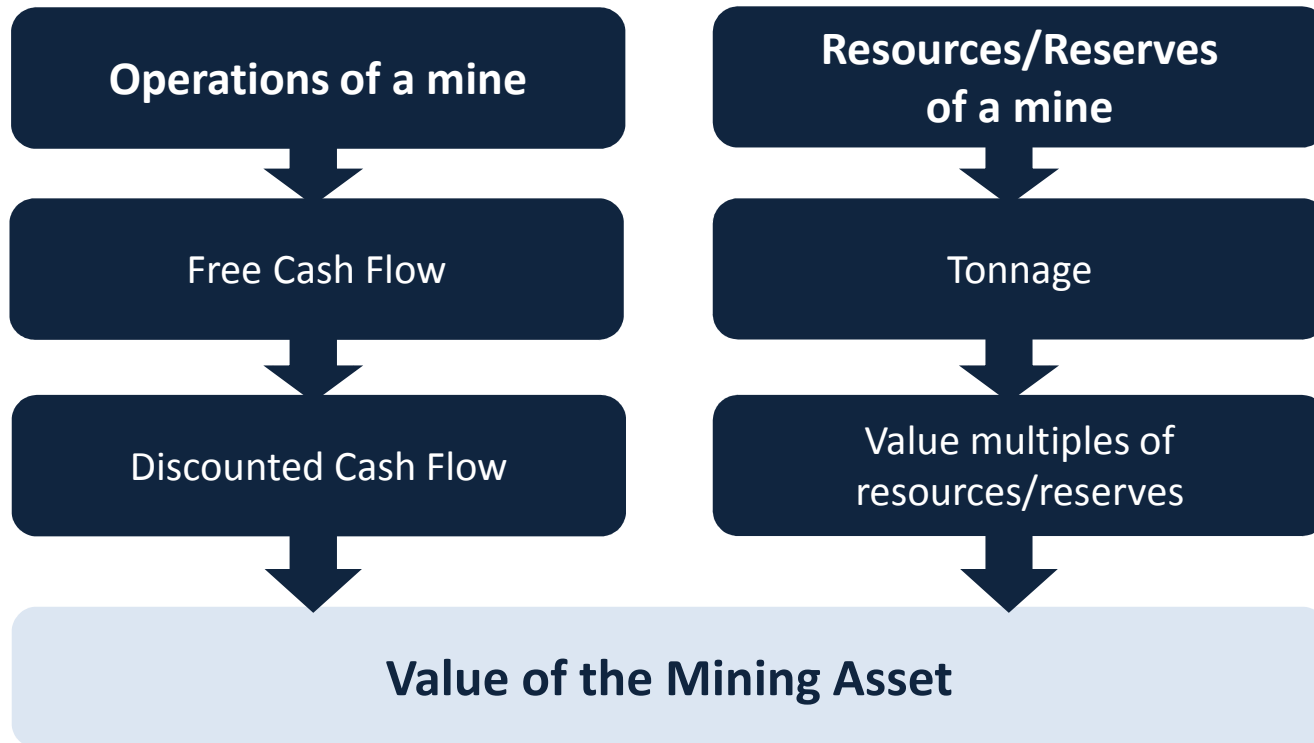 Operations of a mine
Free Cash Flow
Discounted Cash Flow
Resources/Reserves
of a mine
Tonnage
Value multiples of
resources/reserves
Value of the Mining Asset